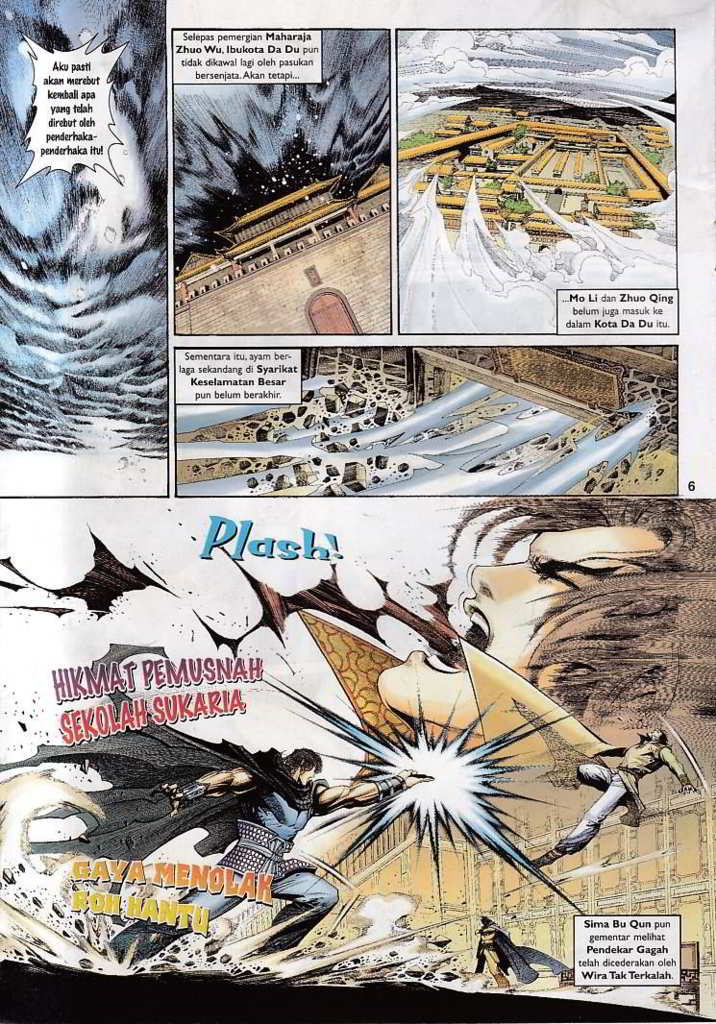 Aku pasti
akan merebut
kembali apa
yang telah
direbut oleh
penderhaka-
penderhaka itu!
Selepas pemergian Maharaja
Zhuo Wu, Ibukota Da Du pun
tidak dikawal lagi oleh pasukan
bersenjata. Akan tetapi...
...Mo Li dan Zhuo Qing
belum juga masuk ke
dalam Kota Da Du itu.
Sementara itu, ayam ber-
laga sekandang di Syarikat
Keselamatan Besar
pun belum berakhir.
6
Plash!
HIKMAT PEMUSNAH
SEKOLAH SUKARIA
GAYA MENOLAK
ROH HANTU
Sima Bu Qun pun
gementar melihat
Pendekar Gagah
telah dicederakan oleh
Wira Tak Terkalah.